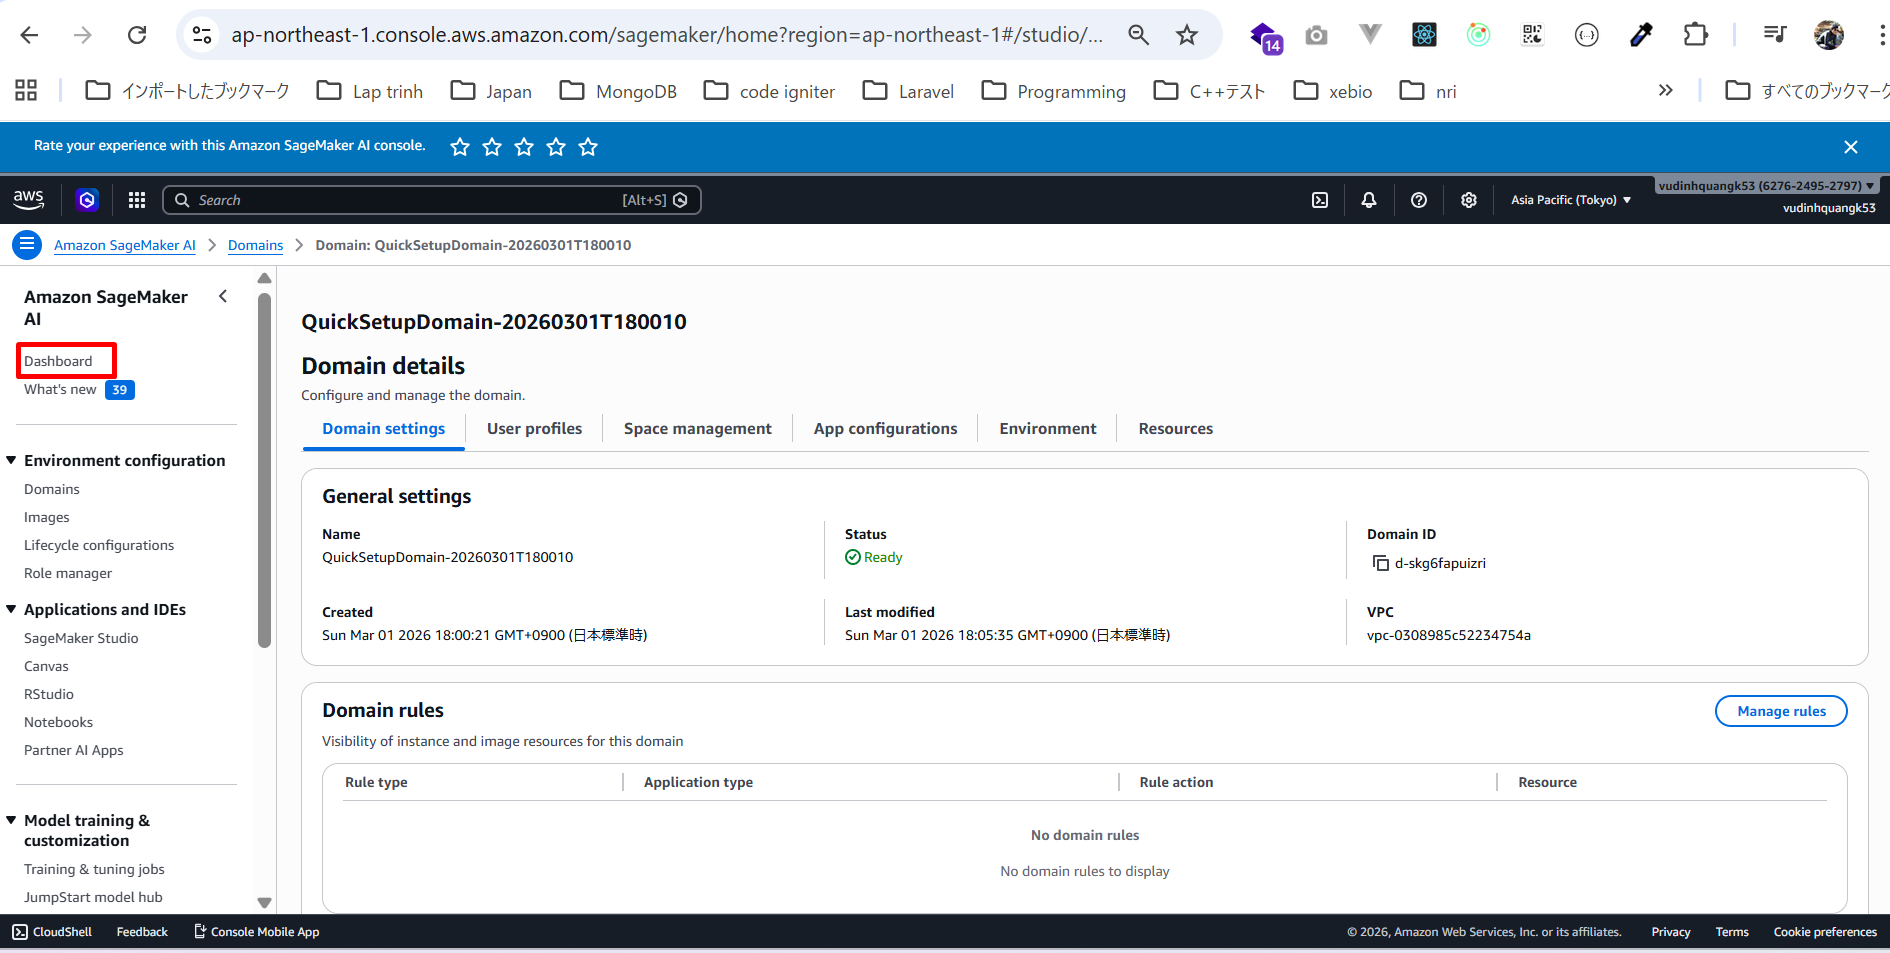 ap-northeast-1.console.aws.amazon.com/sagemaker/home?region=ap-northeast-1#/studio/...
14
インポートしたブックマーク
Lap trinh
Japan
MongoDB
code igniter
Laravel
Programming
C++テスト
xebio
nri
すべてのブックマーク
Rate your experience with this Amazon SageMaker AI console.
aws
Search
[Alt+S]
Asia Pacific (Tokyo)
vudinhquangk53 (6276-2495-2797)
vudinhquangk53
Amazon SageMaker AI
Domains
Domain: QuickSetupDomain-20260301T180010
Amazon SageMaker
AI
Dashboard
What's new 39
Environment configuration
Domains
Images
Lifecycle configurations
Role manager
Applications and IDEs
SageMaker Studio
Canvas
RStudio
Notebooks
Partner AI Apps
Model training &
customization
Training & tuning jobs
JumpStart model hub
QuickSetupDomain-20260301T180010
Domain details
Configure and manage the domain.
Domain settings
User profiles
Space management
App configurations
Environment
Resources
General settings
Name
QuickSetupDomain-20260301T180010
Status
Ready
Domain ID
d-skg6fapuizri
Created
Sun Mar 01 2026 18:00:21 GMT+0900 (日本標準時)
Last modified
Sun Mar 01 2026 18:05:35 GMT+0900 (日本標準時)
VPC
vpc-0308985c52234754a
Domain rules
Manage rules
Visibility of instance and image resources for this domain
Rule type
Application type
Rule action
Resource
No domain rules
No domain rules to display
CloudShell
Feedback
Console Mobile App
© 2026, Amazon Web Services, Inc. or its affiliates.
Privacy
Terms
Cookie preferences